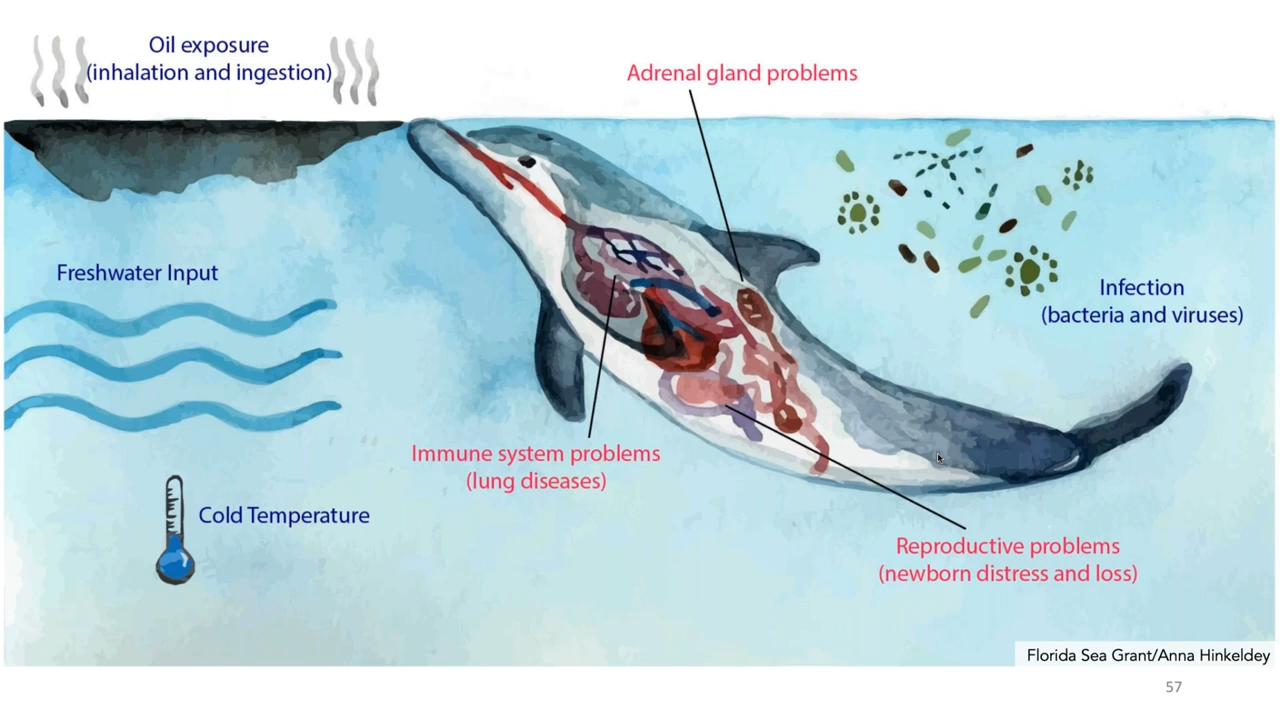 Oil exposure
(inhalation and ingestion)
Adrenal gland problems
Freshwater Input
Infection
(bacteria and viruses)
Immune system problems
(lung diseases)
Cold Temperature
Reproductive problems
(newborn distress and loss)
Florida Sea Grant/Anna Hinkeldey
57